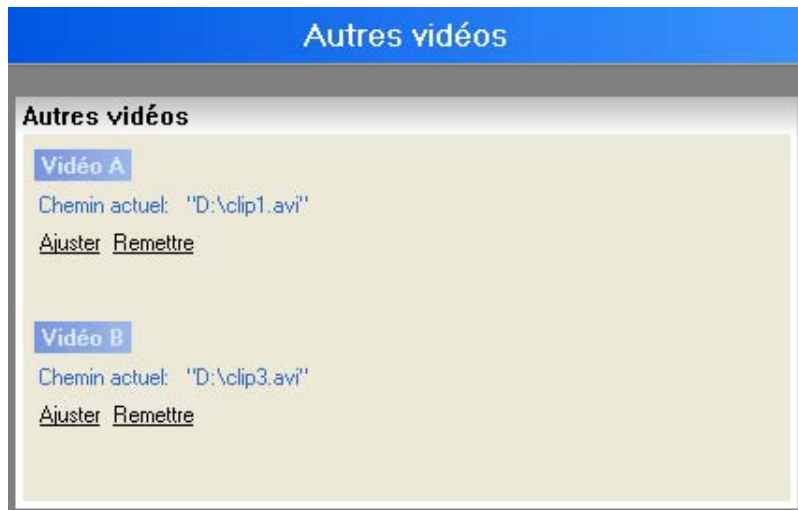 Autres vidéos
Autres vidéos
Vidéo A
Chemin actuel: "D:\clip1.avi"
Ajuster Remettre
Vidéo B
Chemin actuel: "D:\clip3.avi"
Ajuster Remettre